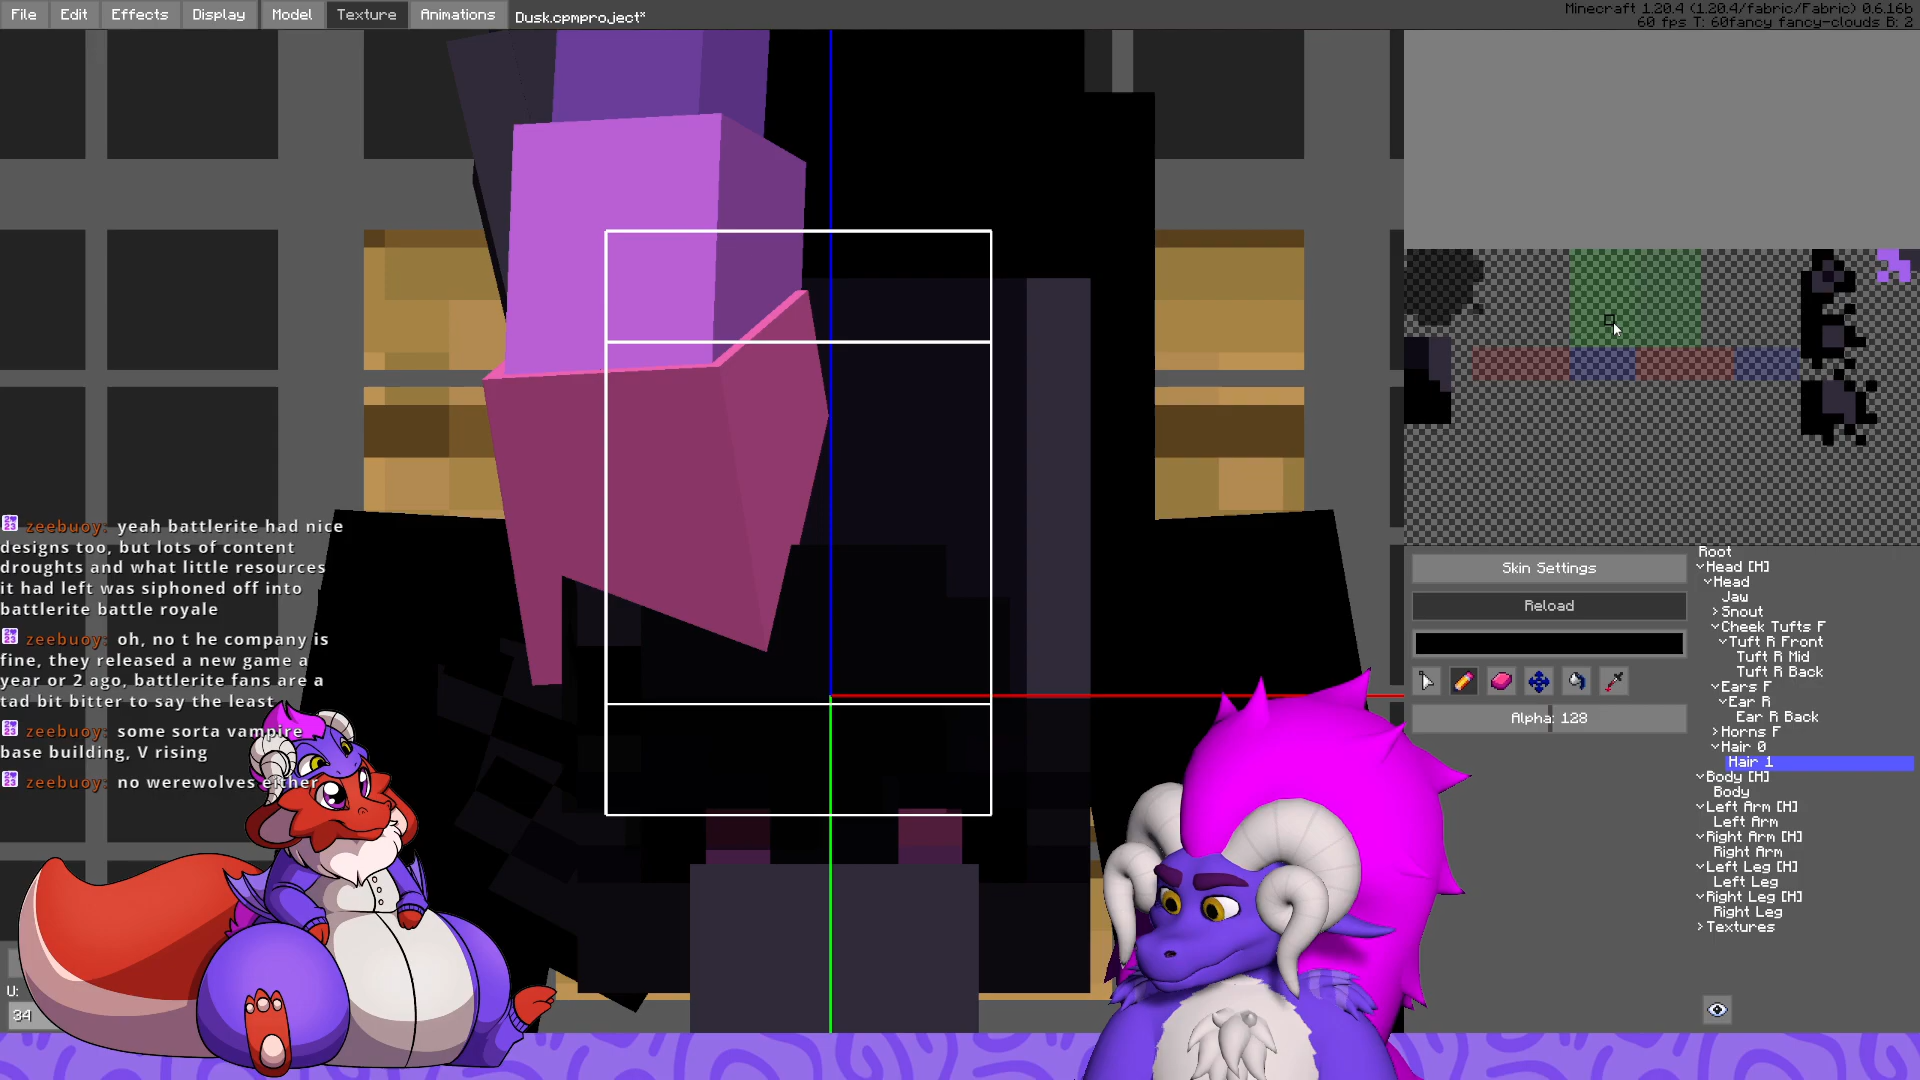 File Edit Effects Display Model Texture Animations Dusk.cpmproject*
Minecraft 1.20.4 (1.20.4/fabric/Fabric) 0.6.16b
60 fps T: 60fancy fancy-clouds B: 2
zeebuoy: yeah battlerite had nice
designs too, but lots of content
droughts and what little resources
it had left was siphoned off into
battlerite battle royale
zeebuoy: oh, no t he company is
fine, they released a new game a
year or 2 ago, battlerite fans are a
tad bit bitter to say the least
zeebuoy: some sorta vampire
base building, V rising
zeebuoy: no werewolves either
U:
34
Skin Settings
Reload
Alpha: 128
Root
Head [H]
Head
Jaw
Snout
Cheek Tufts F
Tuft R Front
Tuft R Mid
Tuft R Back
Ears F
Ear R
Ear R Back
Horns F
Hair 0
Hair 1
Body [H]
Body
Left Arm [H]
Left Arm
Right Arm [H]
Right Arm
Left Leg [H]
Left Leg
Right Leg [H]
Right Leg
Textures